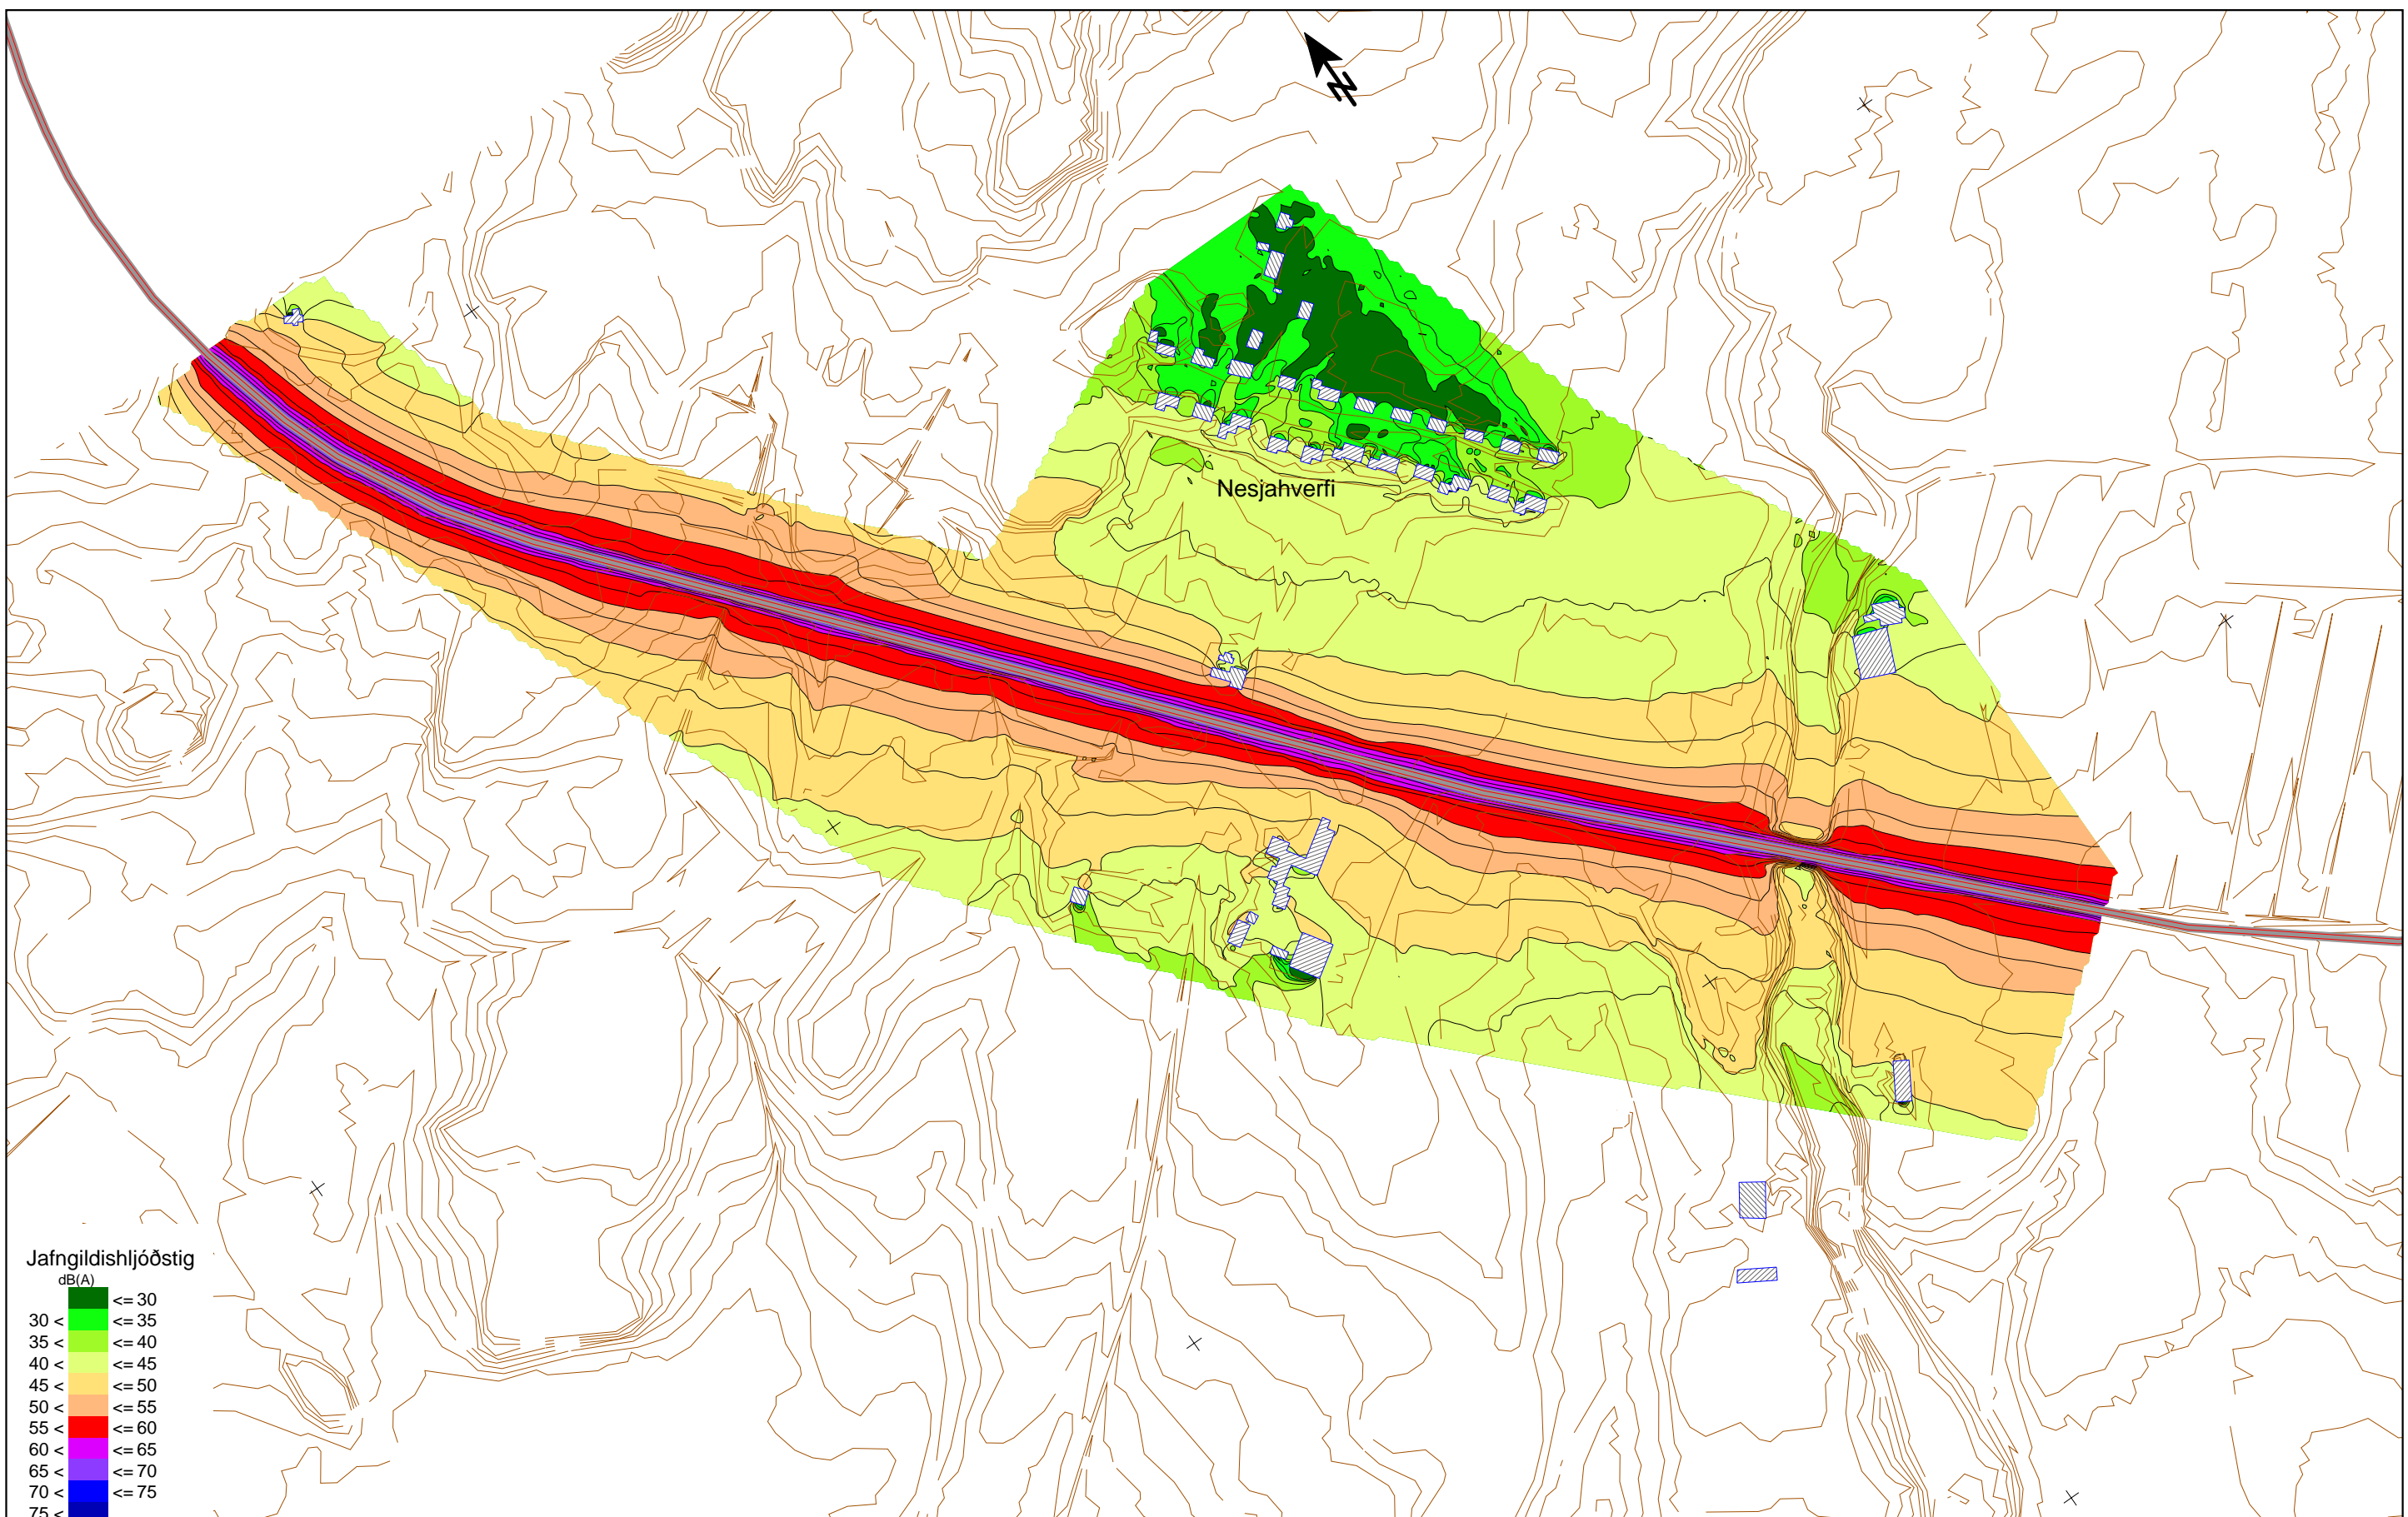 N
Nesjahverfi
Jafngildishljóðstig
dB(A)
<= 30
30 < <= 35
35 < <= 40
40 < <= 45
45 < <= 50
50 < <= 55
55 < <= 60
60 < <= 65
65 < <= 70
70 < <= 75
75 <